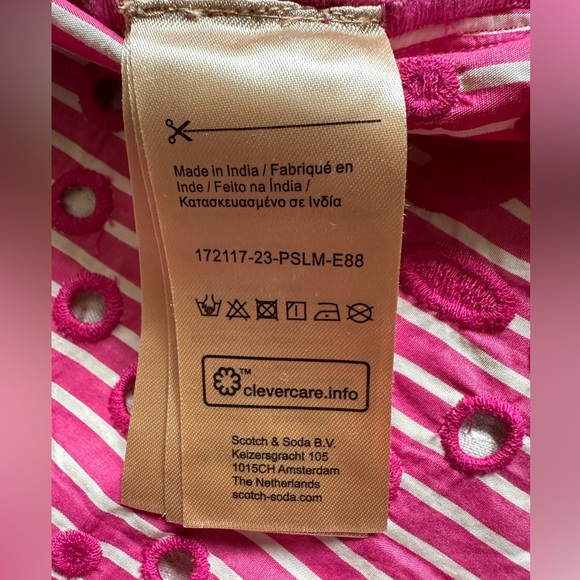 Made in India / Fabriqué en
Inde / Feito na Índia /
Κατασκευασμένο σε Ινδία
172117-23-PSLM-E88
™
clevercare.info
Scotch & Soda B.V.
Keizersgracht 105
1015CH Amsterdam
The Netherlands
scotch-soda.com